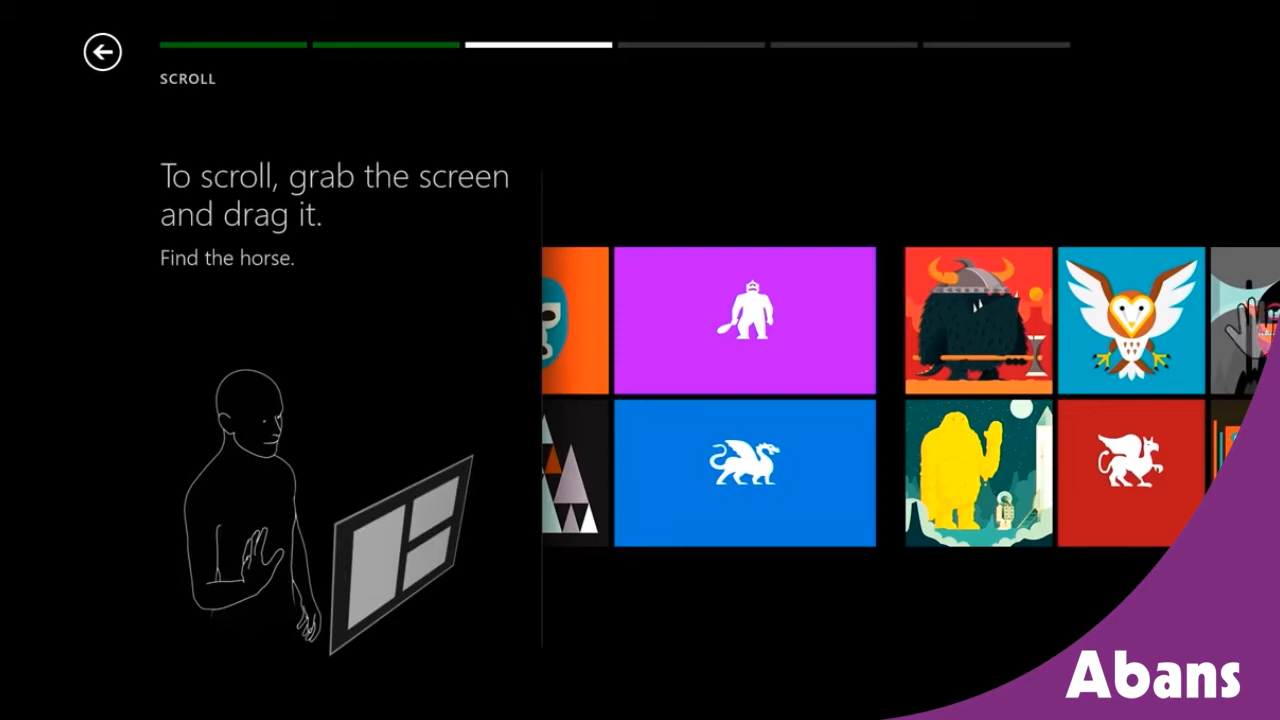 SCROLL
To scroll, grab the screen
and drag it.
Find the horse.
Abans